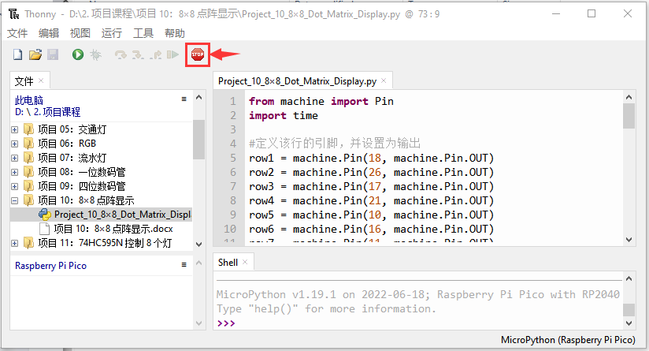 Thonny - D:\2. 项目课程\项目 10：8×8 点阵显示\Project_10_8×8_Dot_Matrix_Display.py @ 73 : 9
文件 编辑 视图 运行 工具 帮助
STOP
文件
此电脑
D: \ 2. 项目课程
项目 05：交通灯
项目 06：RGB
项目 07：流水灯
项目 08：一位数码管
项目 09：四位数码管
项目 10：8×8 点阵显示
Project_10_8×8_Dot_Matrix_Displa
项目 10：8×8 点阵显示.docx
项目 11：74HC595N 控制 8 个灯
Raspberry Pi Pico
Project_10_8×8_Dot_Matrix_Display.py
1 from machine import Pin
2 import time
3
4 #定义该行的引脚，并设置为输出
5 row1 = machine.Pin(18, machine.Pin.OUT)
6 row2 = machine.Pin(26, machine.Pin.OUT)
7 row3 = machine.Pin(17, machine.Pin.OUT)
8 row4 = machine.Pin(21, machine.Pin.OUT)
9 row5 = machine.Pin(10, machine.Pin.OUT)
10 row6 = machine.Pin(16, machine.Pin.OUT)
11 row7 = machine.Pin(11, machine.Pin.OUT)
Shell
MicroPython v1.19.1 on 2022-06-18; Raspberry Pi Pico with RP2040
Type "help()" for more information.
>>>
MicroPython (Raspberry Pi Pico)